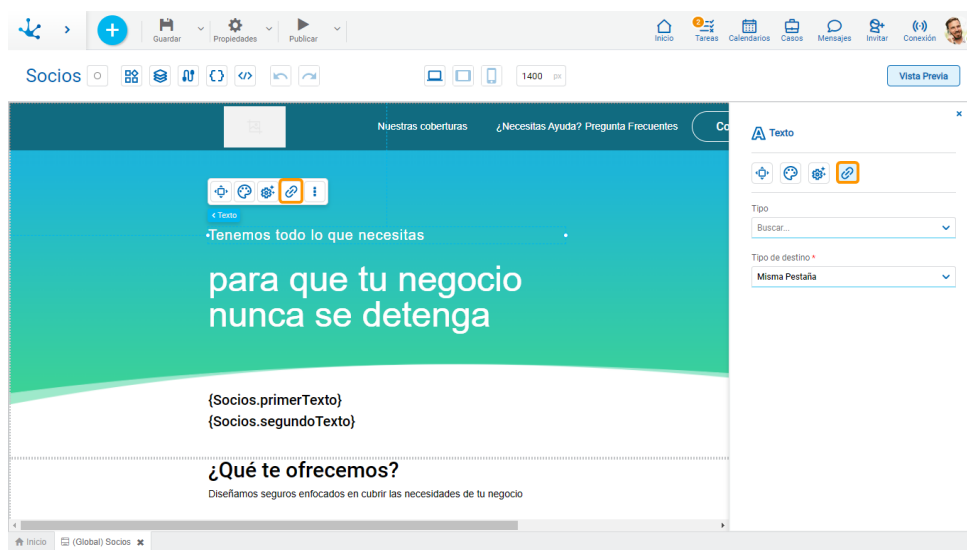 Guardar
Propiedades
Publicar
Inicio
2
Tareas
Calendarios
Casos
Mensajes
Invitar
Conexión
Socios
1400 px
Vista Previa
Nuestras coberturas
¿Necesitas Ayuda? Pregunta Frecuentes
Co
Texto
Tipo
Buscar...
Tipo de destino *
Misma Pestaña
< Texto
Tenemos todo lo que necesitas
para que tu negocio
nunca se detenga
{Socios.primerTexto}
{Socios.segundoTexto}
¿Qué te ofrecemos?
Diseñamos seguros enfocados en cubrir las necesidades de tu negocio
Inicio
(Global) Socios